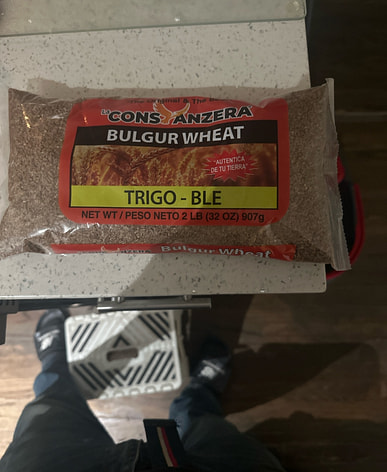 LA
CONSTANZERA
BULGUR WHEAT
"AUTENTICA
DE TU TIERRA"
TRIGO - BLE
NET WT / PESO NETO 2 LB (32 OZ) 907g
Bulgur Wheat